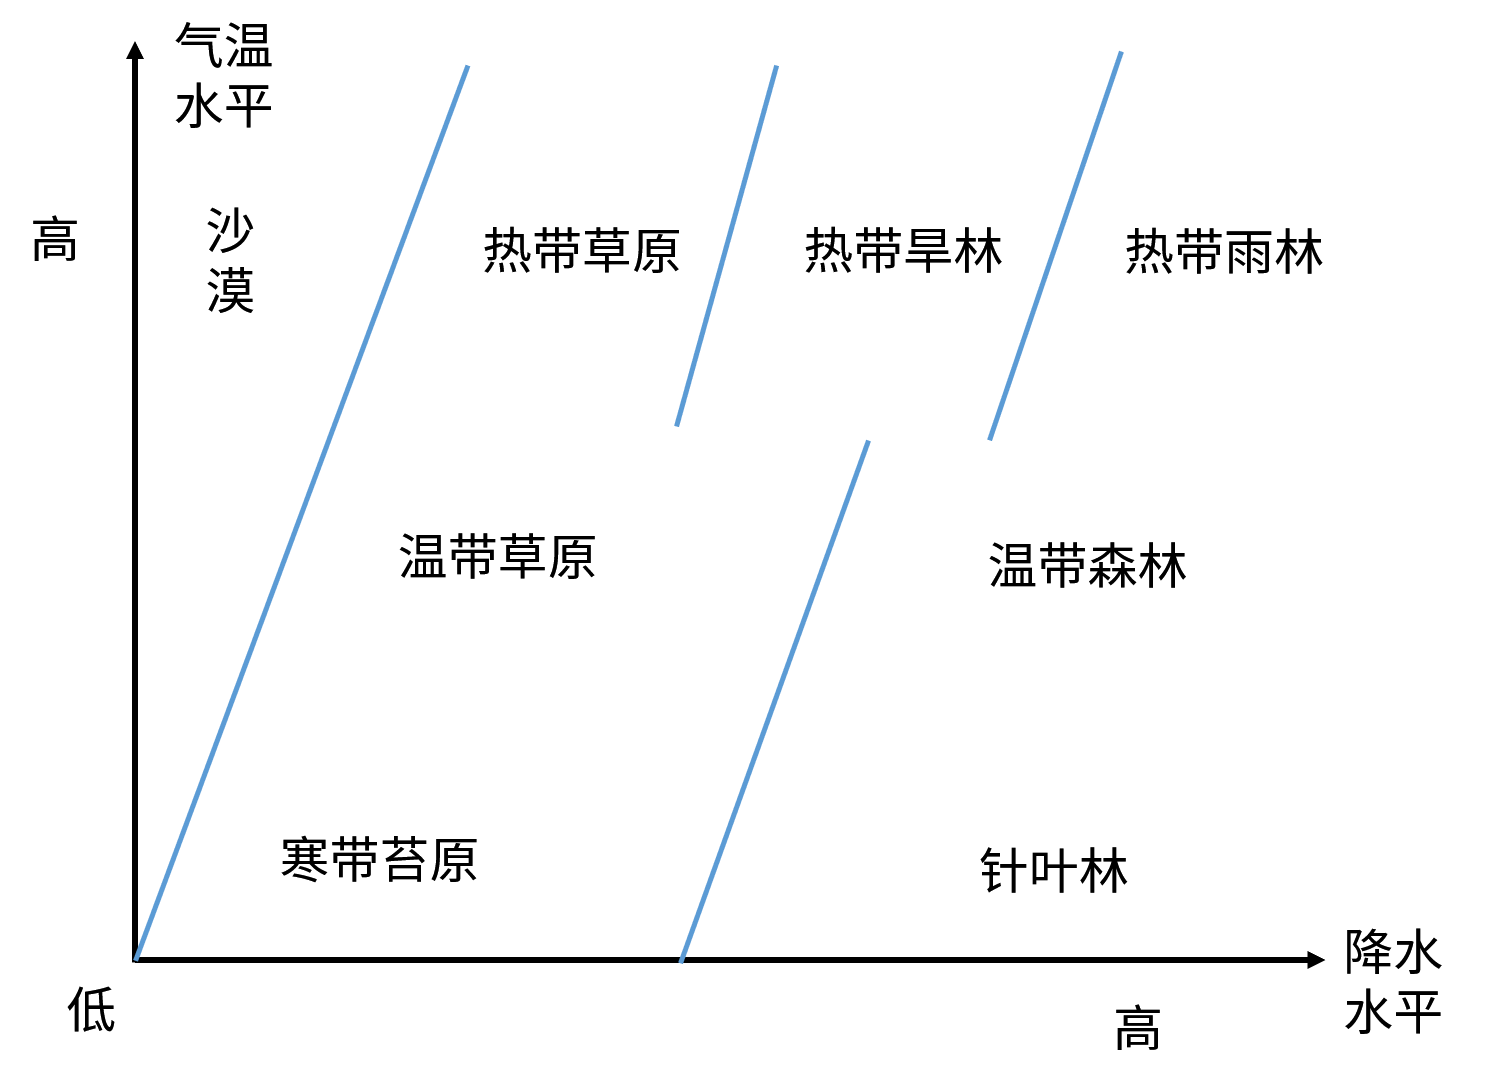 气温
水平
高
沙
漠
热带草原
热带旱林
热带雨林
温带草原
温带森林
寒带苔原
针叶林
降水
水平
低
高